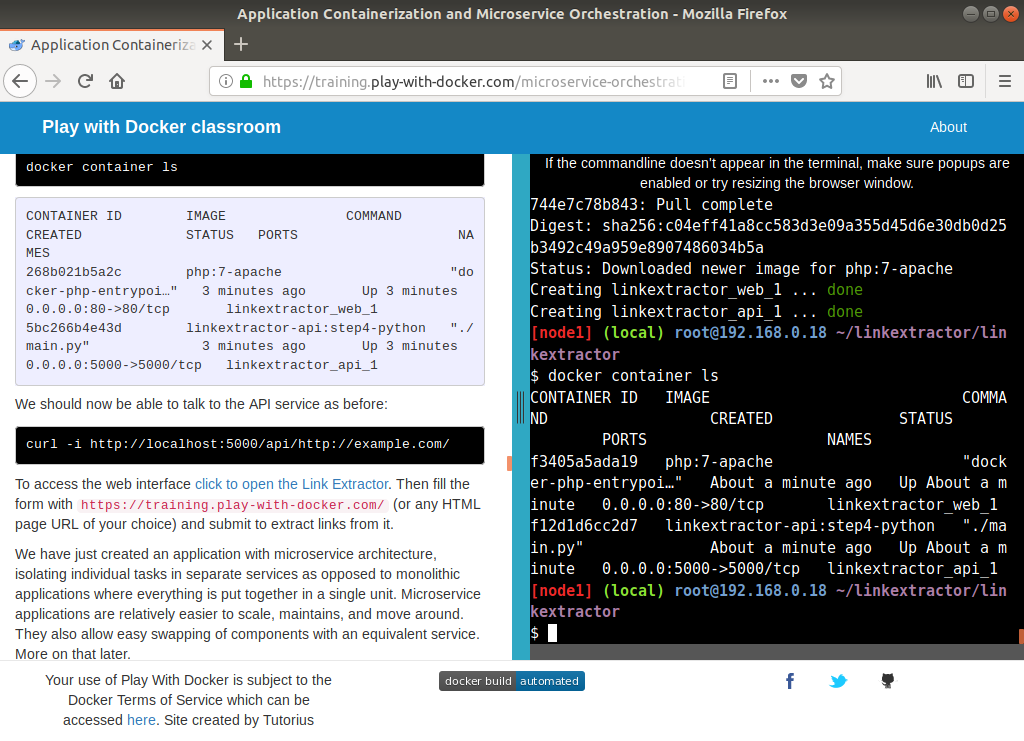 Application Containerization and Microservice Orchestration - Mozilla Firefox
Application Containeriza
https://training.play-with-docker.com/microservice-orchestrati
Play with Docker classroom
About
docker container ls
CONTAINER ID        IMAGE               COMMAND
CREATED             STATUS   PORTS                    NA
MES
268b021b5a2c        php:7-apache                     "do
cker-php-entrypoi…"   3 minutes ago       Up 3 minutes
0.0.0.0:80->80/tcp       linkextractor_web_1
5bc266b4e43d        linkextractor-api:step4-python   "./
main.py"              3 minutes ago       Up 3 minutes
0.0.0.0:5000->5000/tcp   linkextractor_api_1
We should now be able to talk to the API service as before:
curl -i http://localhost:5000/api/http://example.com/
To access the web interface click to open the Link Extractor. Then fill the
form with https://training.play-with-docker.com/ (or any HTML
page URL of your choice) and submit to extract links from it.
We have just created an application with microservice architecture,
isolating individual tasks in separate services as opposed to monolithic
applications where everything is put together in a single unit. Microservice
applications are relatively easier to scale, maintains, and move around.
They also allow easy swapping of components with an equivalent service.
More on that later.
If the commandline doesn't appear in the terminal, make sure popups are
enabled or try resizing the browser window.
744e7c78b843: Pull complete
Digest: sha256:c04eff41a8cc583d3e09a355d45d6e30db0d25
b3492c49a959e8907486034b5a
Status: Downloaded newer image for php:7-apache
Creating linkextractor_web_1 ... done
Creating linkextractor_api_1 ... done
[node1] (local) root@192.168.0.18 ~/linkextractor/lin
kextractor
$ docker container ls
CONTAINER ID   IMAGE                            COMMA
ND                  CREATED              STATUS
        PORTS                    NAMES
f3405a5ada19   php:7-apache                     "dock
er-php-entrypoi…"   About a minute ago   Up About a m
inute   0.0.0.0:80->80/tcp       linkextractor_web_1
f12d1d6cc2d7   linkextractor-api:step4-python   "./ma
in.py"              About a minute ago   Up About a m
inute   0.0.0.0:5000->5000/tcp   linkextractor_api_1
[node1] (local) root@192.168.0.18 ~/linkextractor/lin
kextractor
$
Your use of Play With Docker is subject to the
Docker Terms of Service which can be
accessed here. Site created by Tutorius
docker build automated